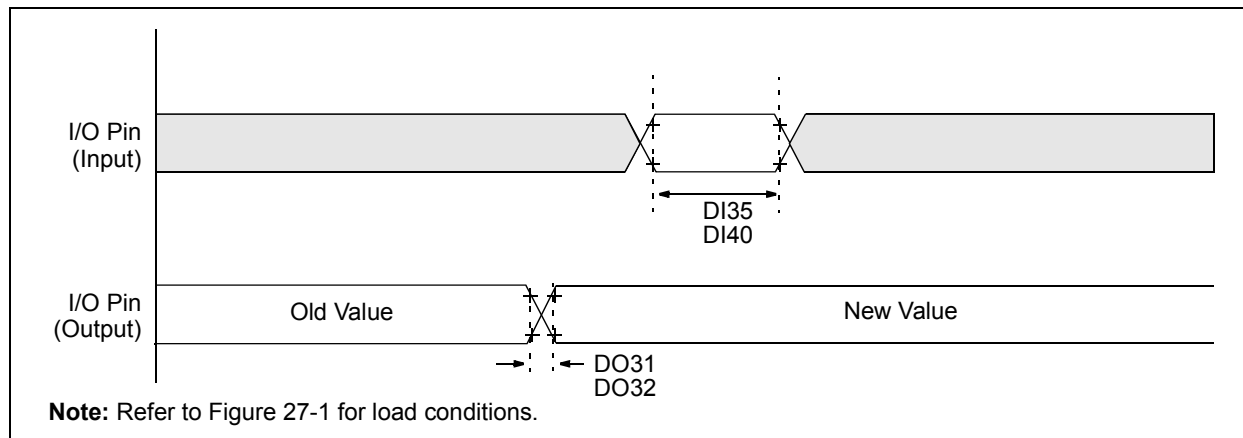 I/O Pin
(Input)
DI35
DI40
I/O Pin
(Output)
Old Value
New Value
DO31
DO32
Note: Refer to Figure 27-1 for load conditions.